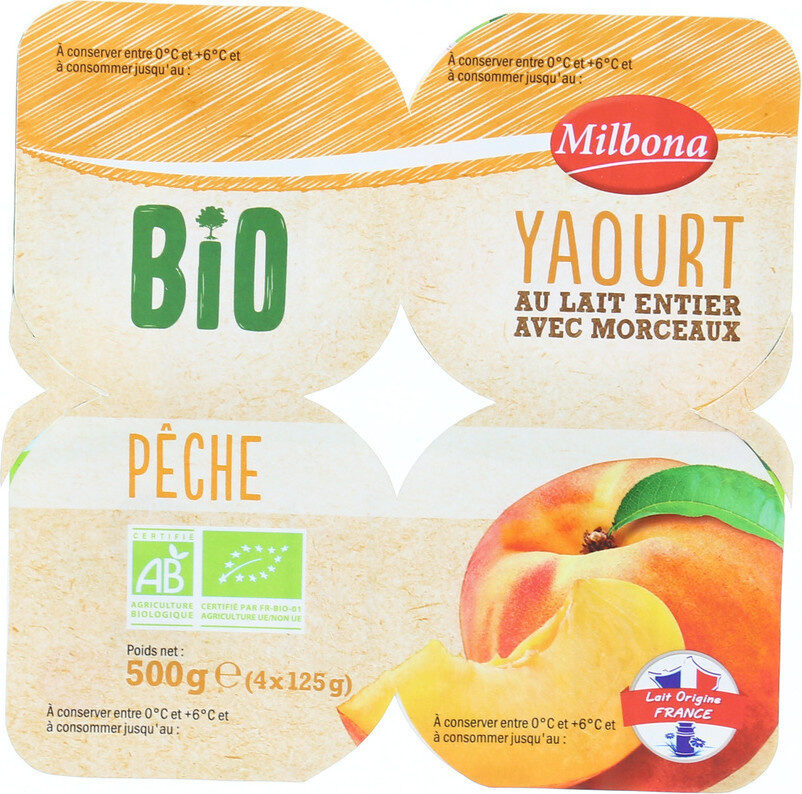 À conserver entre 0°C et +6°C et
à consommer jusqu'au :
À conserver entre 0°C et +6°C et
à consommer jusqu'au :
Milbona
BiO
YAOURT
AU LAIT ENTIER
AVEC MORCEAUX
PÊCHE
CERTIFIÉ
AB
AGRICULTURE
BIOLOGIQUE
CERTIFIÉ PAR FR-BIO-01
AGRICULTURE UE/NON UE
Poids net :
500g e (4x125g)
À conserver entre 0°C et +6°C et
à consommer jusqu'au :
À conserver entre 0°C et +6°C et
à consommer jusqu'au :
Lait Origine
FRANCE